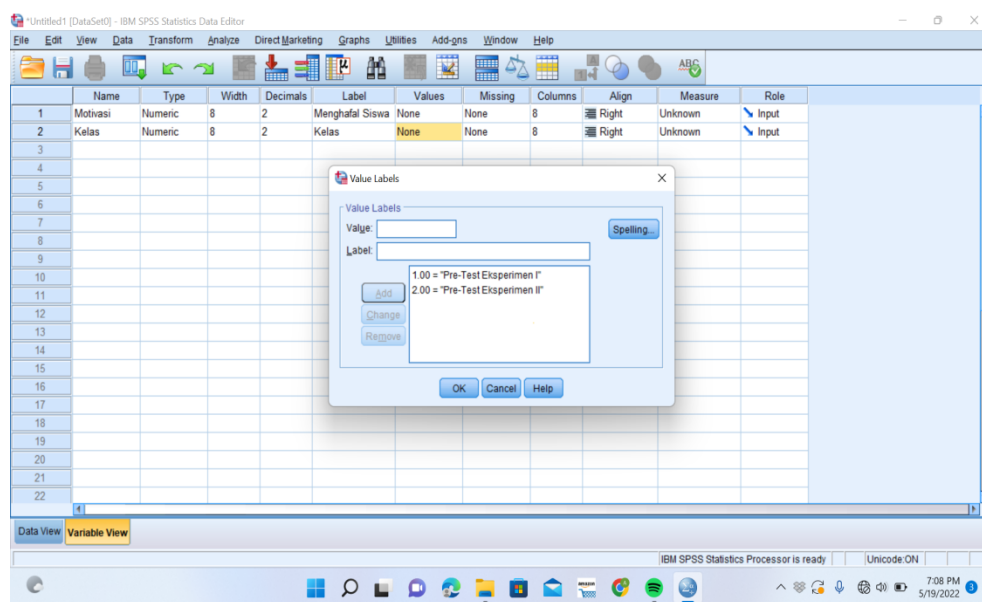 *Untitled1 [DataSet0] - IBM SPSS Statistics Data Editor
File Edit View Data Transform Analyze Direct Marketing Graphs Utilities Add-ons Window Help
ABC
Name Type Width Decimals Label Values Missing Columns Align Measure Role
1 Motivasi Numeric 8 2 Menghafal Siswa None None 8 Right Unknown Input
2 Kelas Numeric 8 2 Kelas None None 8 Right Unknown Input
3
4
5
6
7
8
9
10
11
12
13
14
15
16
17
18
19
20
21
22
Value Labels
Value Labels
Value:
Spelling...
Label:
1.00 = "Pre-Test Eksperimen I"
2.00 = "Pre-Test Eksperimen II"
Add
Change
Remove
OK Cancel Help
Data View Variable View
IBM SPSS Statistics Processor is ready Unicode:ON
7:08 PM
5/19/2022
3